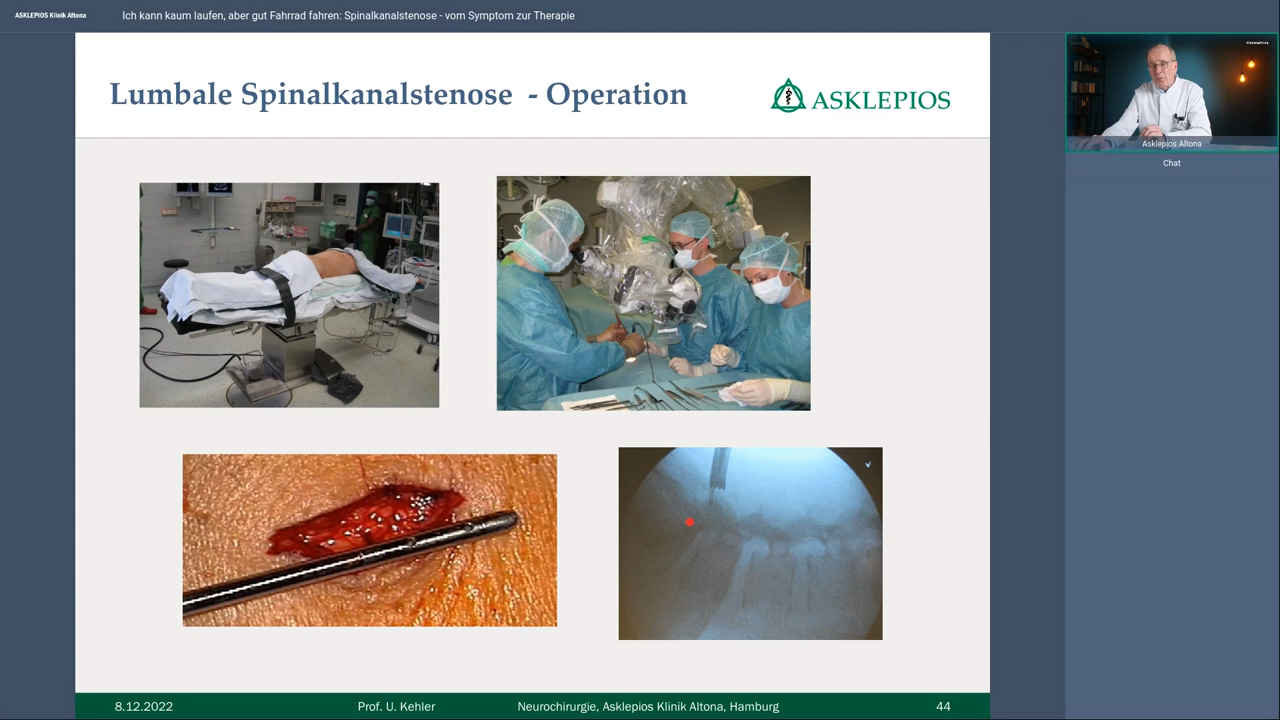 ASKLEPIOS Klinik Altona
Ich kann kaum laufen, aber gut Fahrrad fahren: Spinalkanalstenose - vom Symptom zur Therapie
Lumbale Spinalkanalstenose - Operation
ASKLEPIOS
Asklepios Altona
Chat
8.12.2022
Prof. U. Kehler
Neurochirurgie, Asklepios Klinik Altona, Hamburg
44